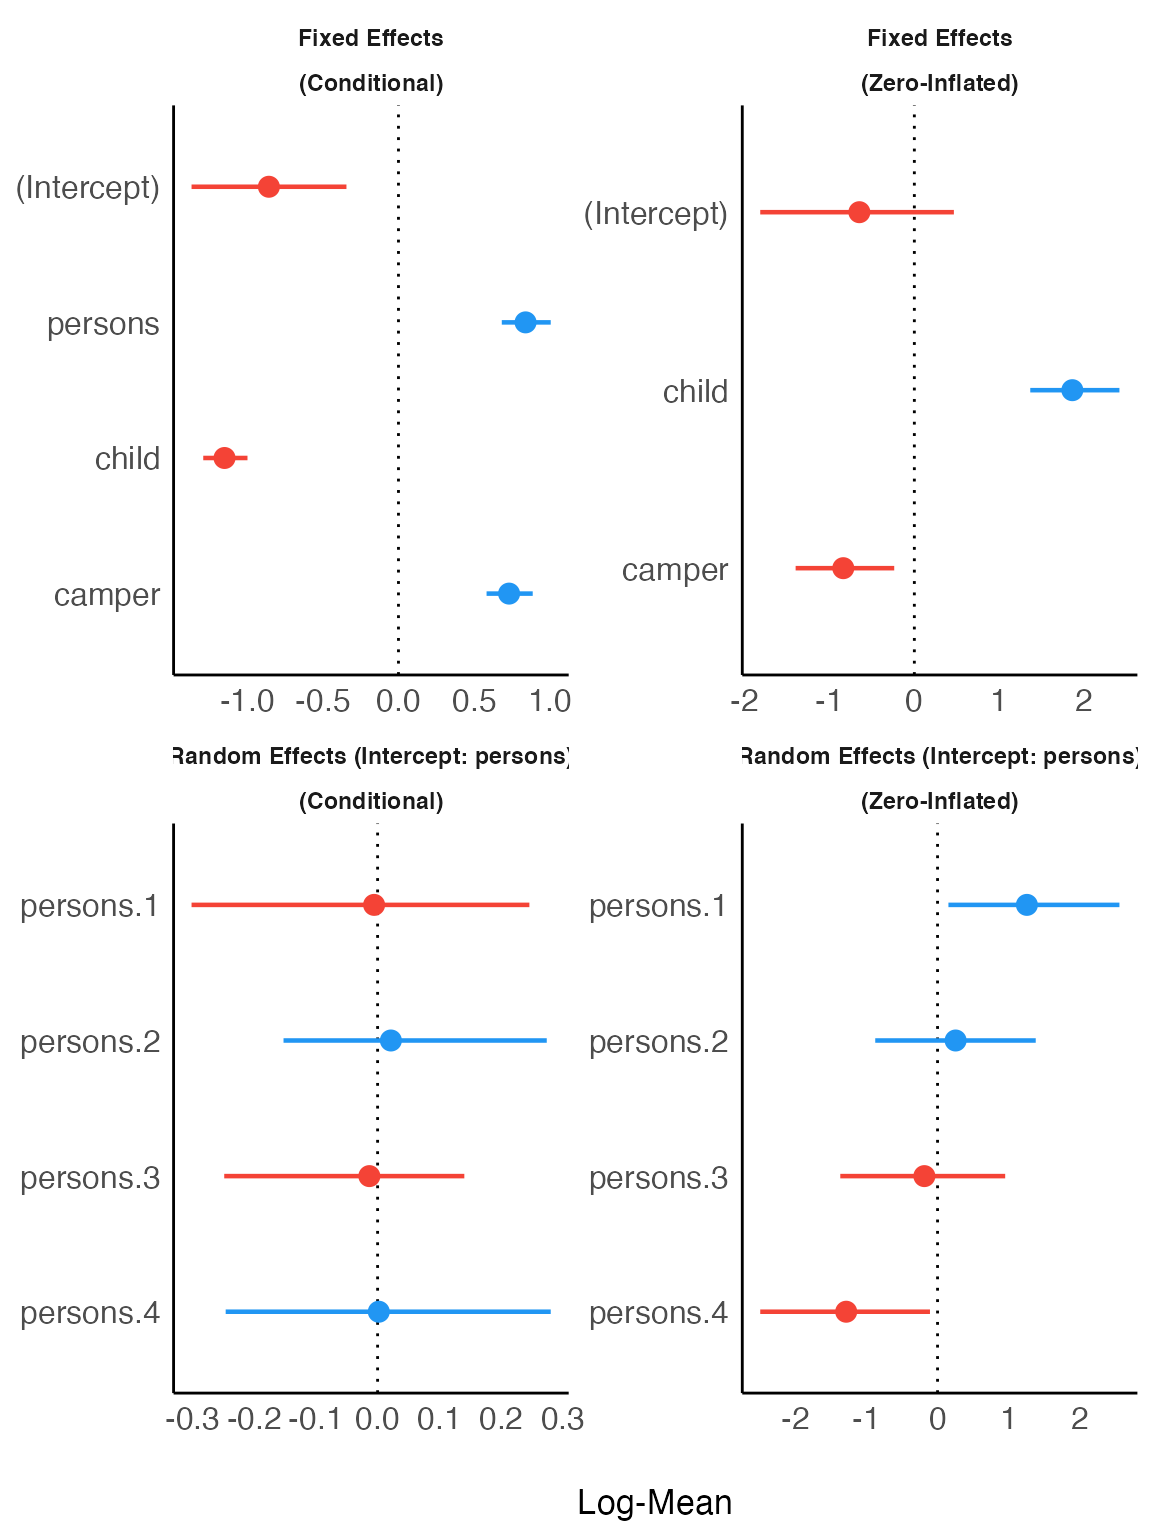 Fixed Effects
(Conditional)
(Intercept)
persons
child
camper
-1.0 -0.5 0.0 0.5 1.0
Fixed Effects
(Zero-Inflated)
(Intercept)
child
camper
-2 -1 0 1 2
Random Effects (Intercept: persons)
(Conditional)
persons.1
persons.2
persons.3
persons.4
-0.3 -0.2 -0.1 0.0 0.1 0.2 0.3
Random Effects (Intercept: persons)
(Zero-Inflated)
persons.1
persons.2
persons.3
persons.4
-2 -1 0 1 2
Log-Mean